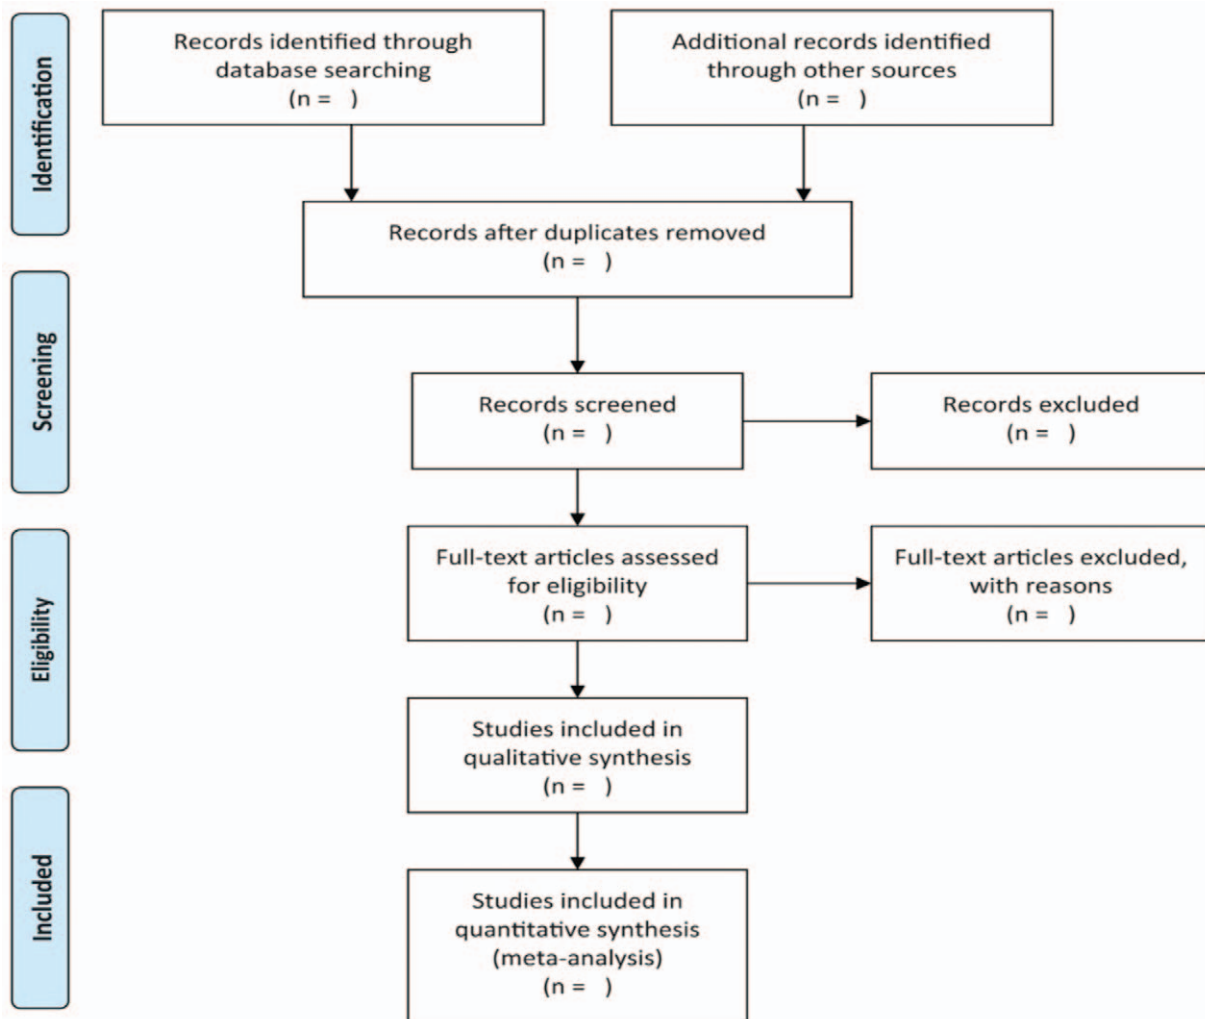 Identification
Records identified through
database searching
(n =   )
Additional records identified
through other sources
(n =   )
Records after duplicates removed
(n =   )
Screening
Records screened
(n =   )
Records excluded
(n =   )
Eligibility
Full-text articles assessed
for eligibility
(n =   )
Full-text articles excluded,
with reasons
(n =   )
Studies included in
qualitative synthesis
(n =   )
Included
Studies included in
quantitative synthesis
(meta-analysis)
(n =   )